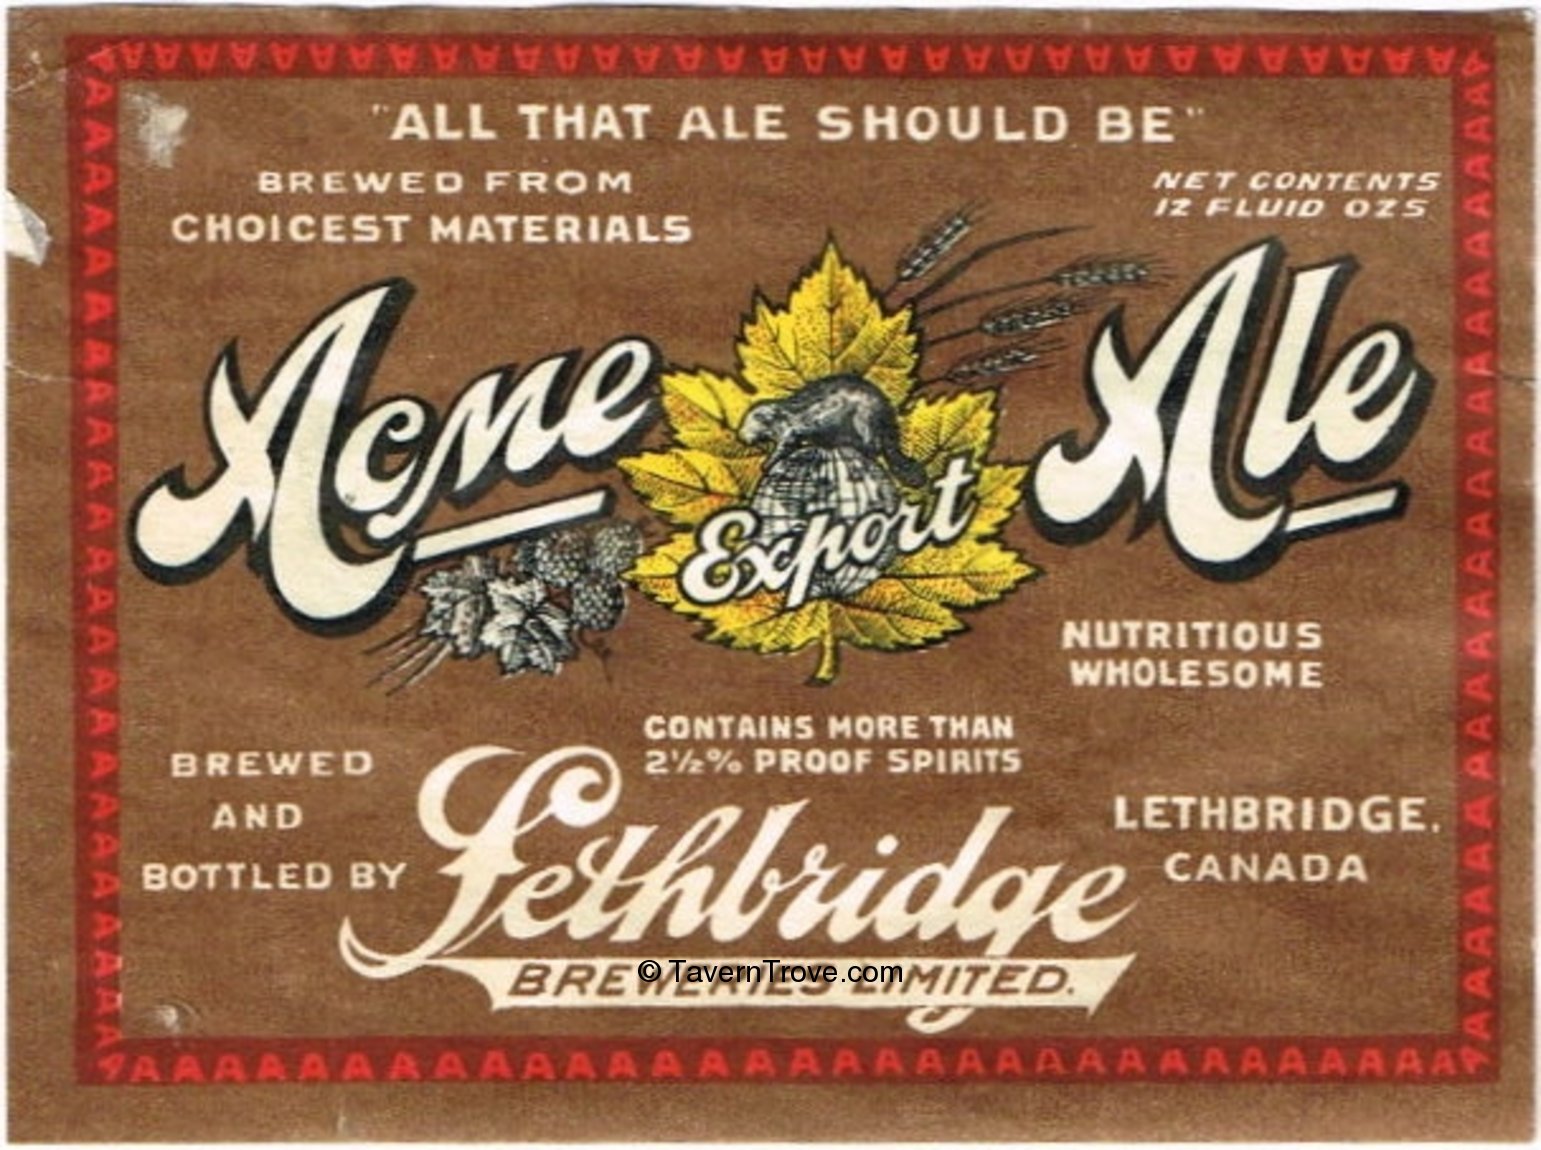 "ALL THAT ALE SHOULD BE"
BREWED FROM
CHOICEST MATERIALS
NET CONTENTS
12 FLUID OZS
Acme
Export
Ale
NUTRITIOUS
WHOLESOME
CONTAINS MORE THAN
2½% PROOF SPIRITS
BREWED
AND
BOTTLED BY
Lethbridge
BREWERIES LIMITED.
LETHBRIDGE,
CANADA
© TavernTrove.com